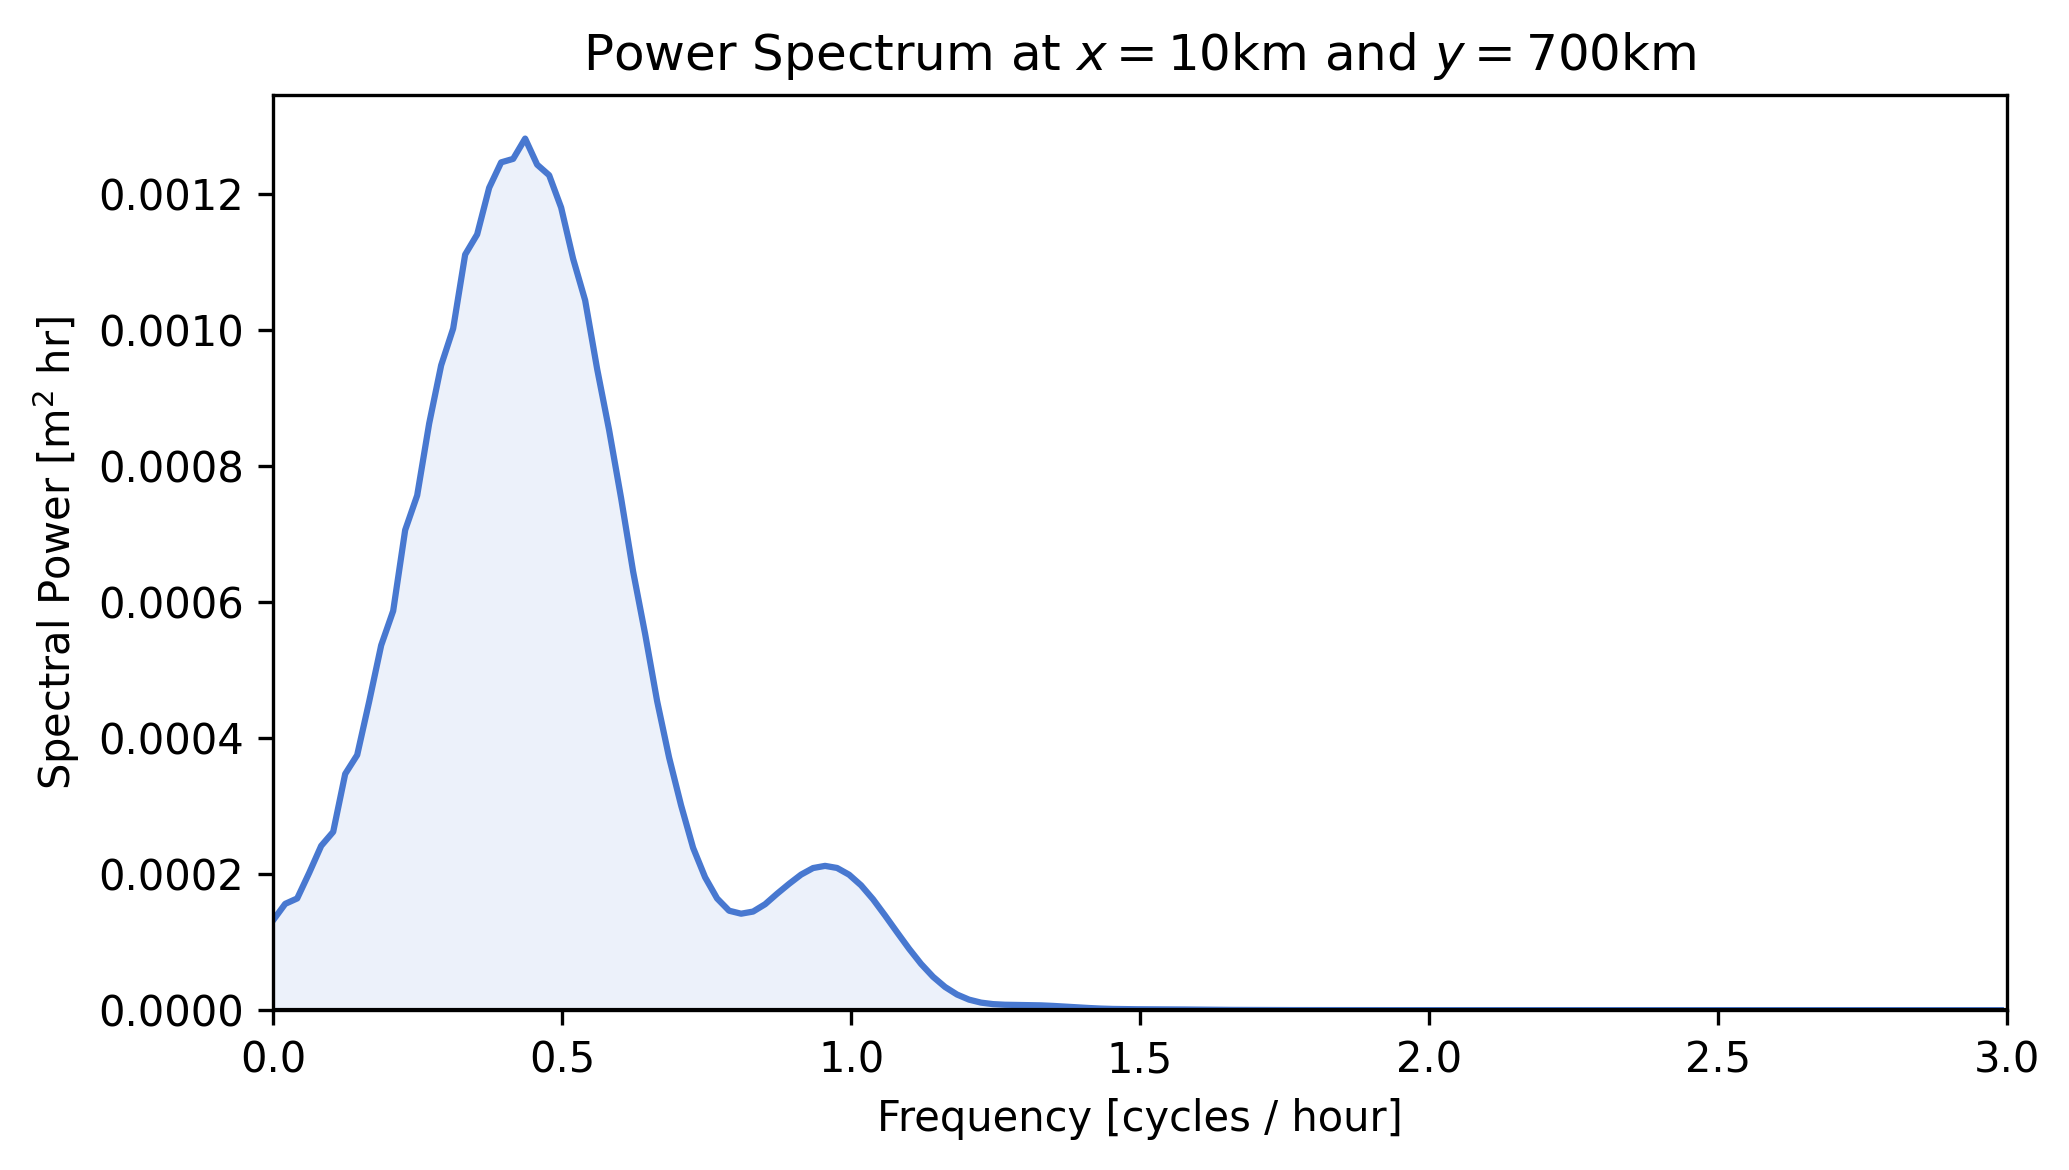 Power Spectrum at x = 10km and y = 700km
Spectral Power [m² hr]
0.0012
0.0010
0.0008
0.0006
0.0004
0.0002
0.0000
0.0 0.5 1.0 1.5 2.0 2.5 3.0
Frequency [cycles / hour]